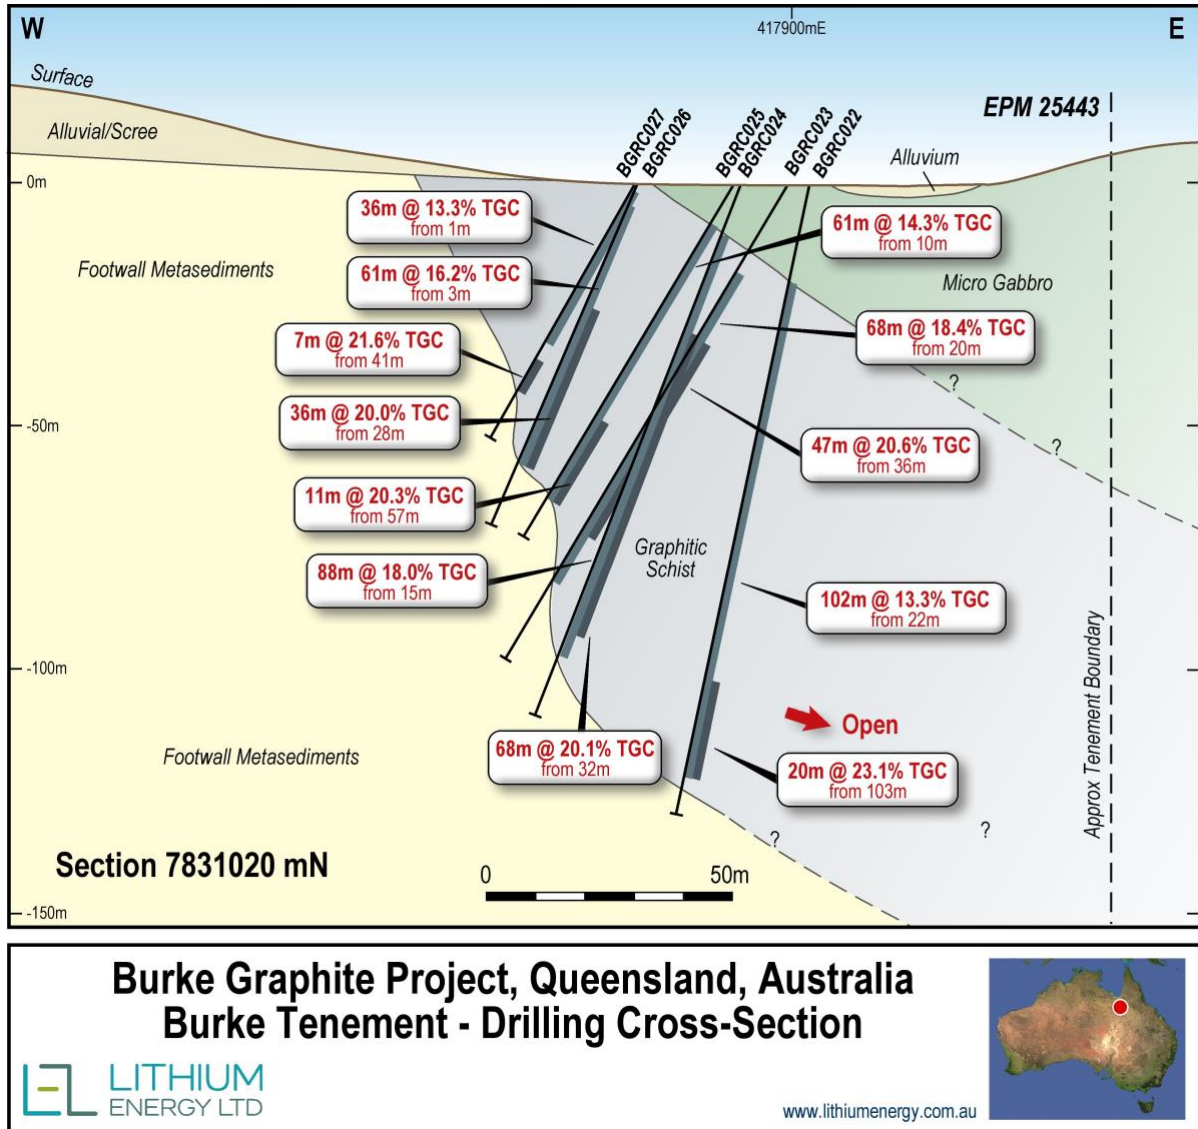 W
417900mE
E
Surface
EPM 25443
Alluvial/Scree
BGRC027
BGRC026
BGRC025
BGRC024
BGRC023
BGRC022
Alluvium
0m
36m @ 13.3% TGC
from 1m
61m @ 14.3% TGC
from 10m
Footwall Metasediments
61m @ 16.2% TGC
from 3m
Micro Gabbro
7m @ 21.6% TGC
from 41m
68m @ 18.4% TGC
from 20m
?
36m @ 20.0% TGC
from 28m
-50m
47m @ 20.6% TGC
from 36m
?
11m @ 20.3% TGC
from 57m
Graphitic
Schist
88m @ 18.0% TGC
from 15m
102m @ 13.3% TGC
from 22m
-100m
Approx Tenement Boundary
Open
68m @ 20.1% TGC
from 32m
Footwall Metasediments
20m @ 23.1% TGC
from 103m
?
?
Section 7831020 mN
0
50m
-150m
Burke Graphite Project, Queensland, Australia
Burke Tenement - Drilling Cross-Section
LITHIUM
ENERGY LTD
www.lithiumenergy.com.au